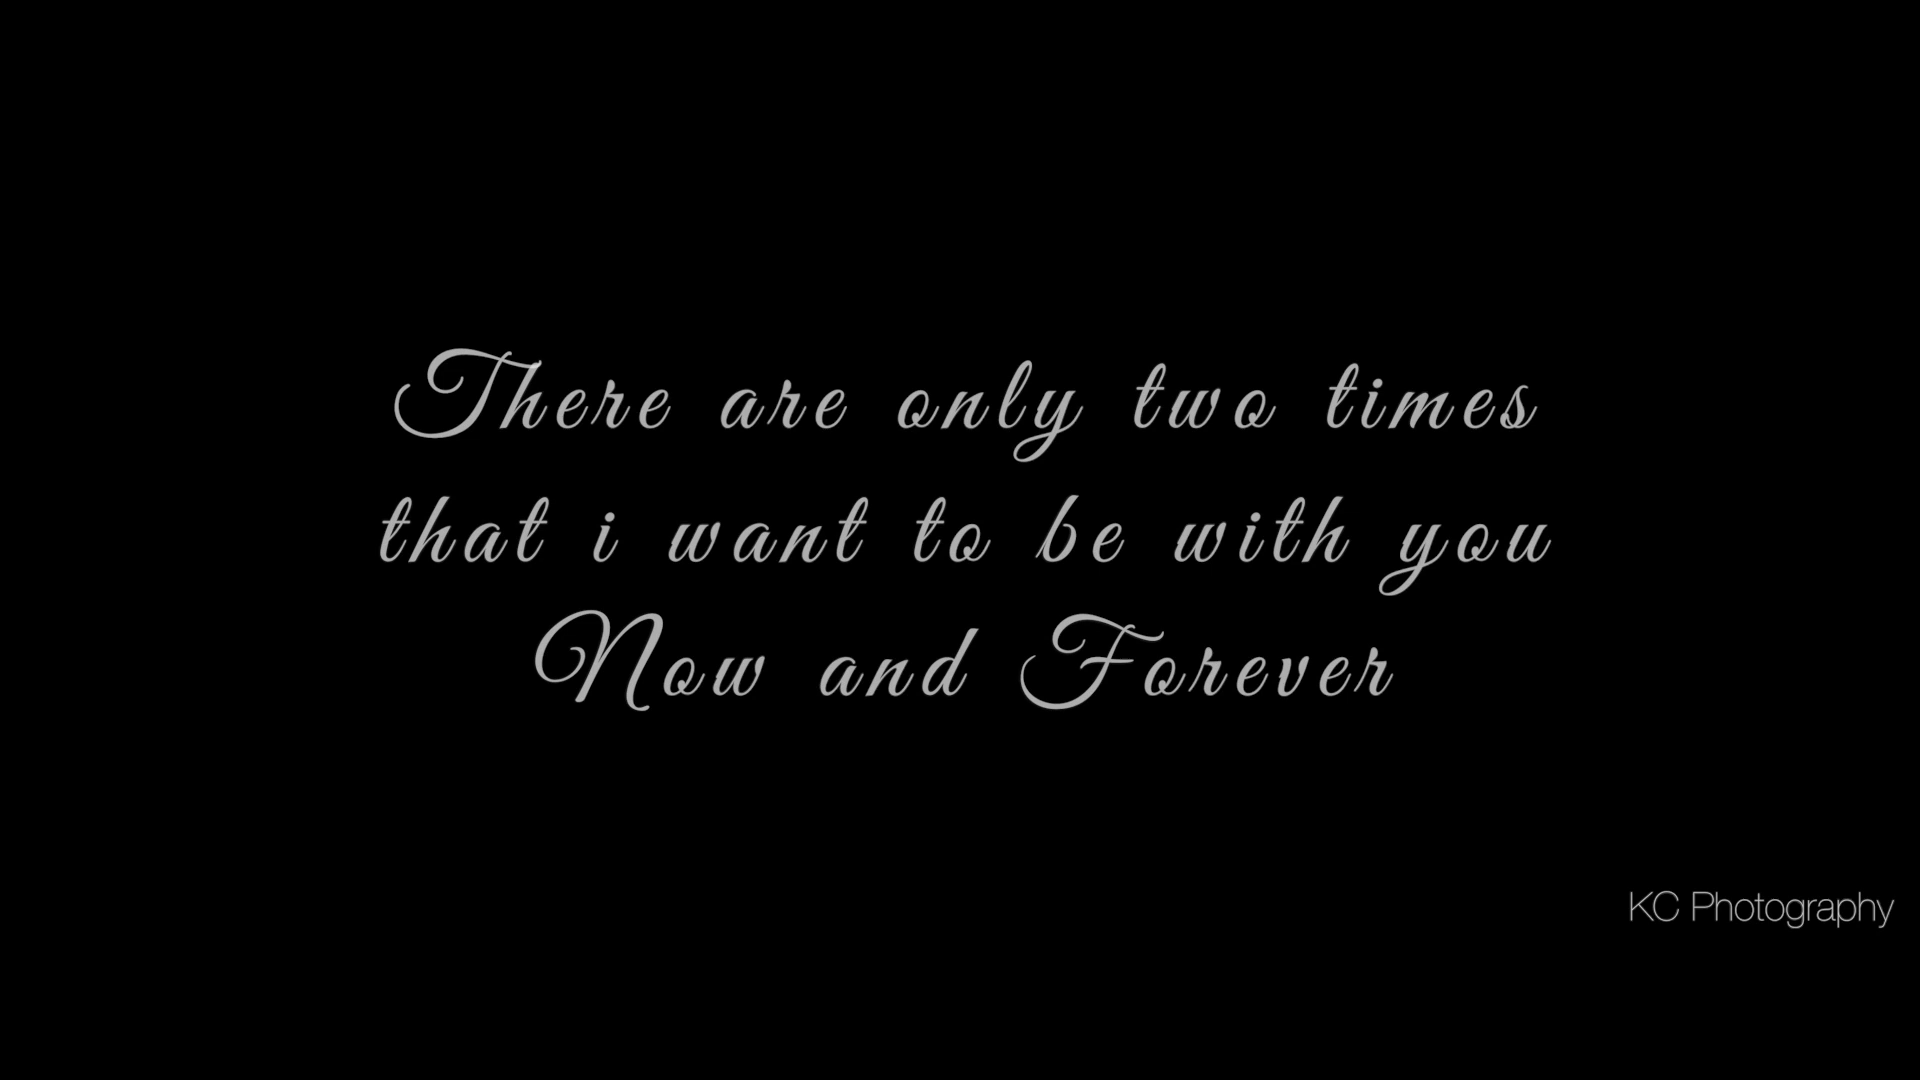 There are only two times
that i want to be with you
Now and Forever
KC Photography